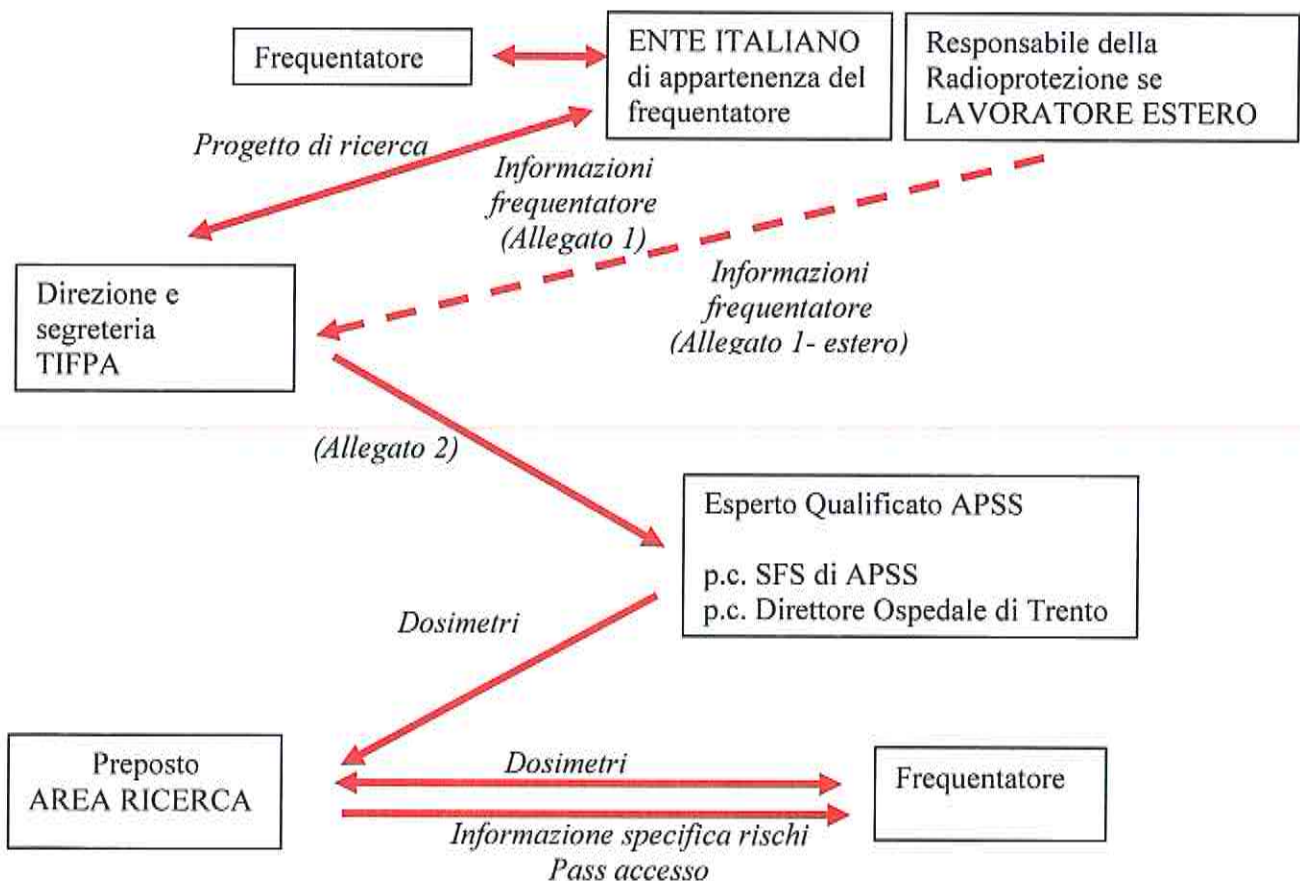 Frequentatore
ENTE ITALIANO
di appartenenza del
frequentatore
Responsabile della
Radioprotezione se
LAVORATORE ESTERO
Progetto di ricerca
Informazioni
frequentatore
(Allegato 1)
Informazioni
frequentatore
(Allegato 1- estero)
Direzione e
segreteria
TIFPA
(Allegato 2)
Esperto Qualificato APSS
p.c. SFS di APSS
p.c. Direttore Ospedale di Trento
Dosimetri
Preposto
AREA RICERCA
Dosimetri
Frequentatore
Informazione specifica rischi
Pass accesso